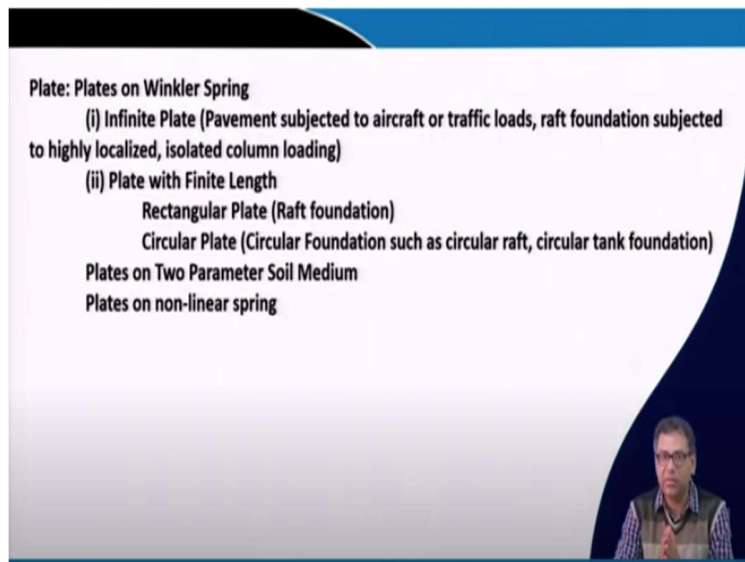 Plate: Plates on Winkler Spring
(i) Infinite Plate (Pavement subjected to aircraft or traffic loads, raft foundation subjected
to highly localized, isolated column loading)
(ii) Plate with Finite Length
Rectangular Plate (Raft foundation)
Circular Plate (Circular Foundation such as circular raft, circular tank foundation)
Plates on Two Parameter Soil Medium
Plates on non-linear spring